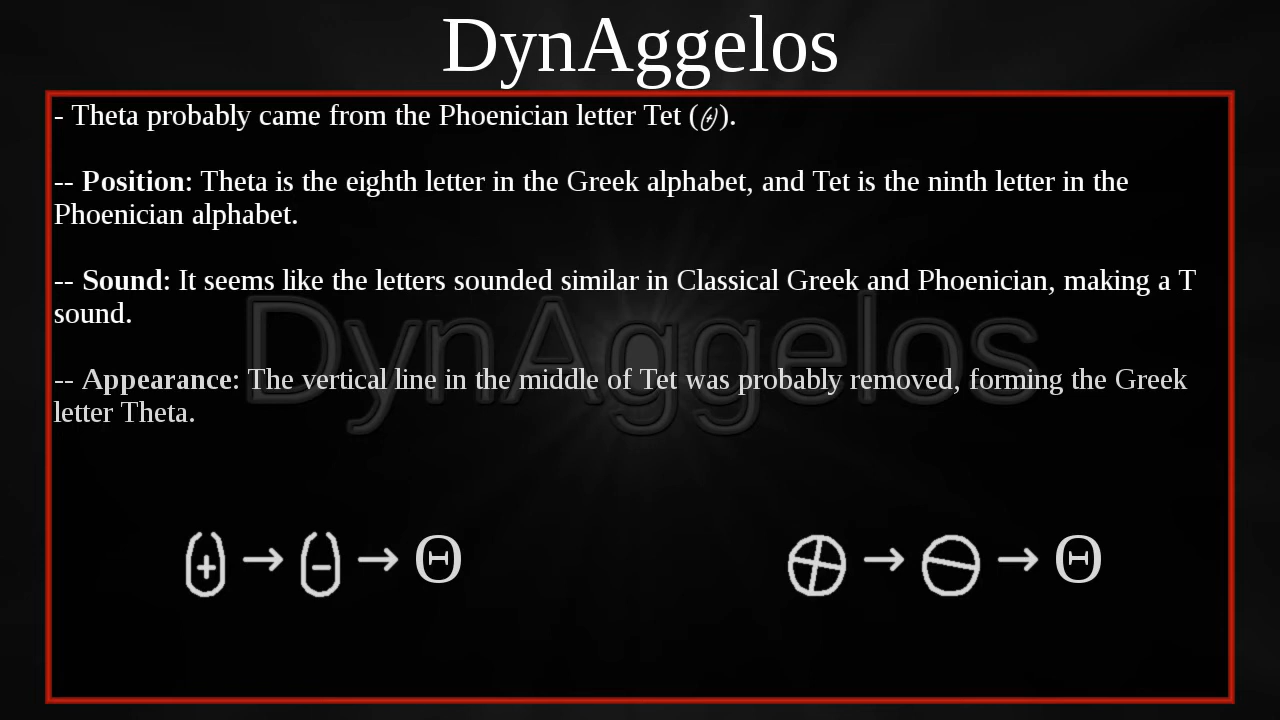 DynAggelos
- Theta probably came from the Phoenician letter Tet (𐤈).
-- Position: Theta is the eighth letter in the Greek alphabet, and Tet is the ninth letter in the
Phoenician alphabet.
-- Sound: It seems like the letters sounded similar in Classical Greek and Phoenician, making a T
sound.
DynAggelos
-- Appearance: The vertical line in the middle of Tet was probably removed, forming the Greek
letter Theta.
→ → Θ
⊕ → ⊖ → Θ